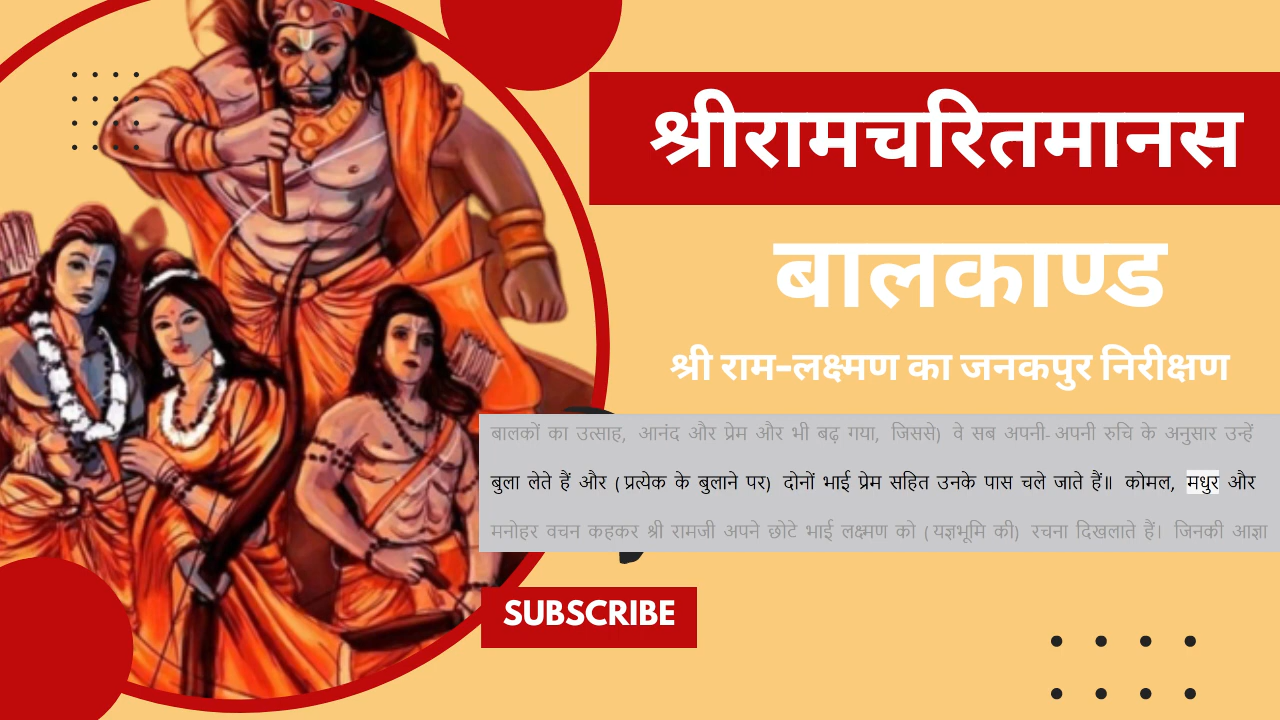 श्रीरामचरितमानस
बालकाण्ड
श्री राम-लक्ष्मण का जनकपुर निरीक्षण
बालकों का उत्साह, आनंद और प्रेम और भी बढ़ गया, जिससे) वे सब अपनी-अपनी रुचि के अनुसार उन्हें
बुला लेते हैं और (प्रत्येक के बुलाने पर) दोनों भाई प्रेम सहित उनके पास चले जाते हैं॥ कोमल, मधुर और
मनोहर वचन कहकर श्री रामजी अपने छोटे भाई लक्ष्मण को (यज्ञभूमि की) रचना दिखलाते हैं। जिनकी आज्ञा
SUBSCRIBE